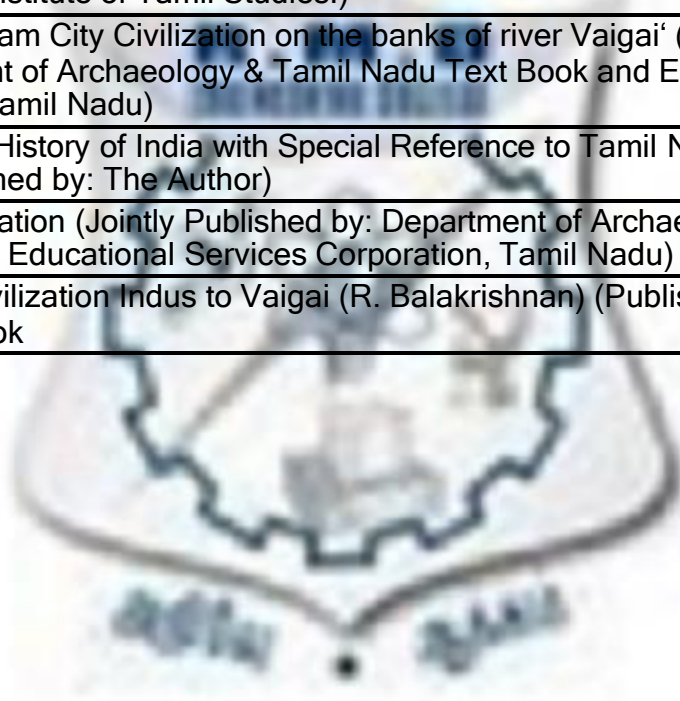 stitute of Tamil Studies.)
am City Civilization on the banks of river Vaigai‘ (
t of Archaeology & Tamil Nadu Text Book and E
amil Nadu)
History of India with Special Reference to Tamil N
hed by: The Author)
ation (Jointly Published by: Department of Archae
Educational Services Corporation, Tamil Nadu)
vilization Indus to Vaigai (R. Balakrishnan) (Publis
ok